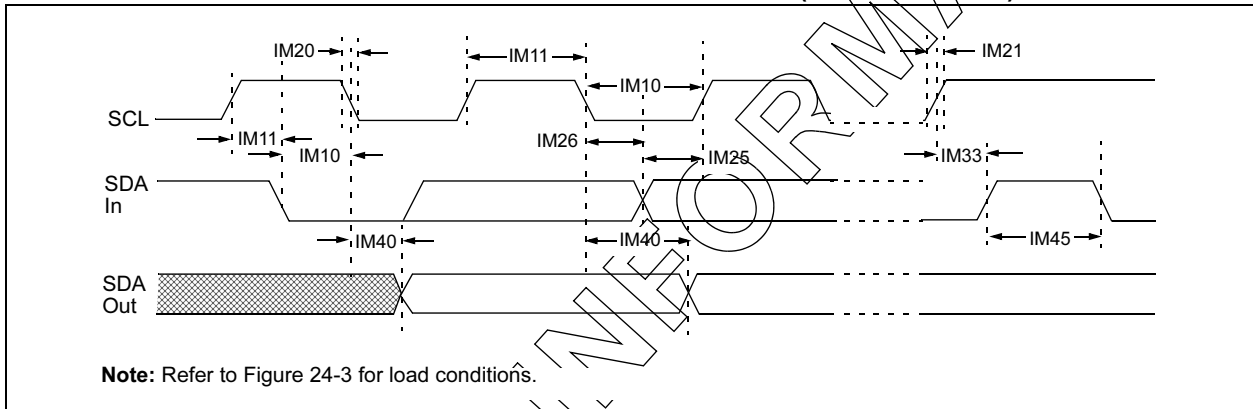 IM20
IM11
IM21
IM10
SCL
IM11
IM26
IM10
IM25
IM33
SDA
In
IM40
IM40
IM45
SDA
Out
Note: Refer to Figure 24-3 for load conditions.